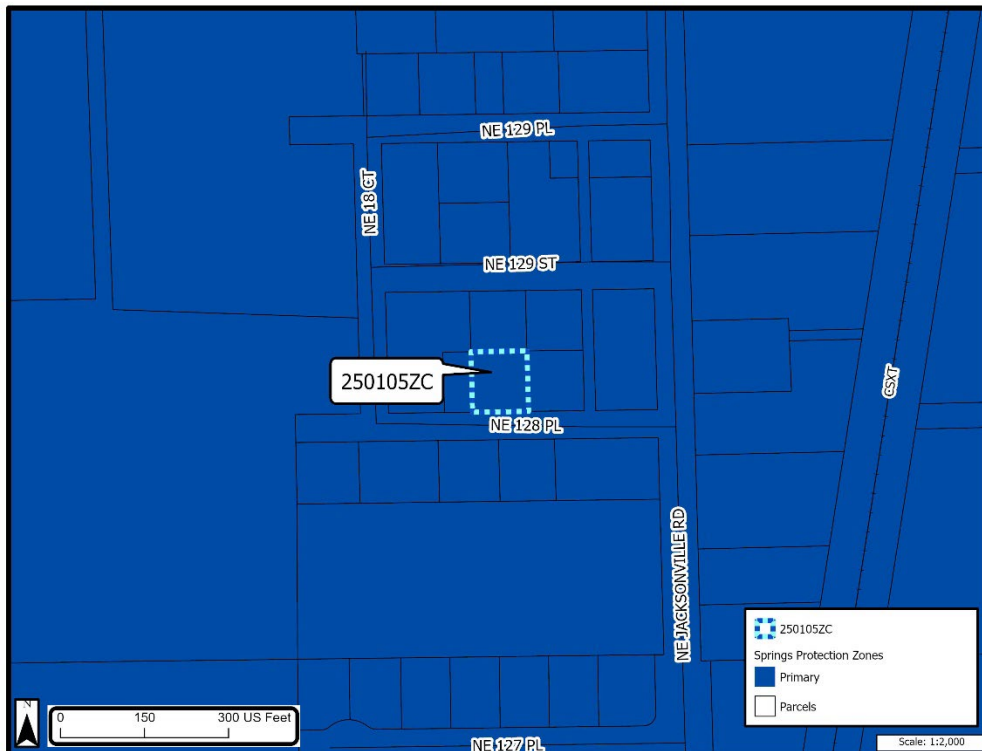 NE 129 PL
NE 18 CT
NE 129 ST
250105ZC
NE 128 PL
CSXT
NE JACKSONVILLE RD
250105ZC
Springs Protection Zones
Primary
Parcels
N
0 150 300 US Feet
NE 127 PL
Scale: 1:2,000